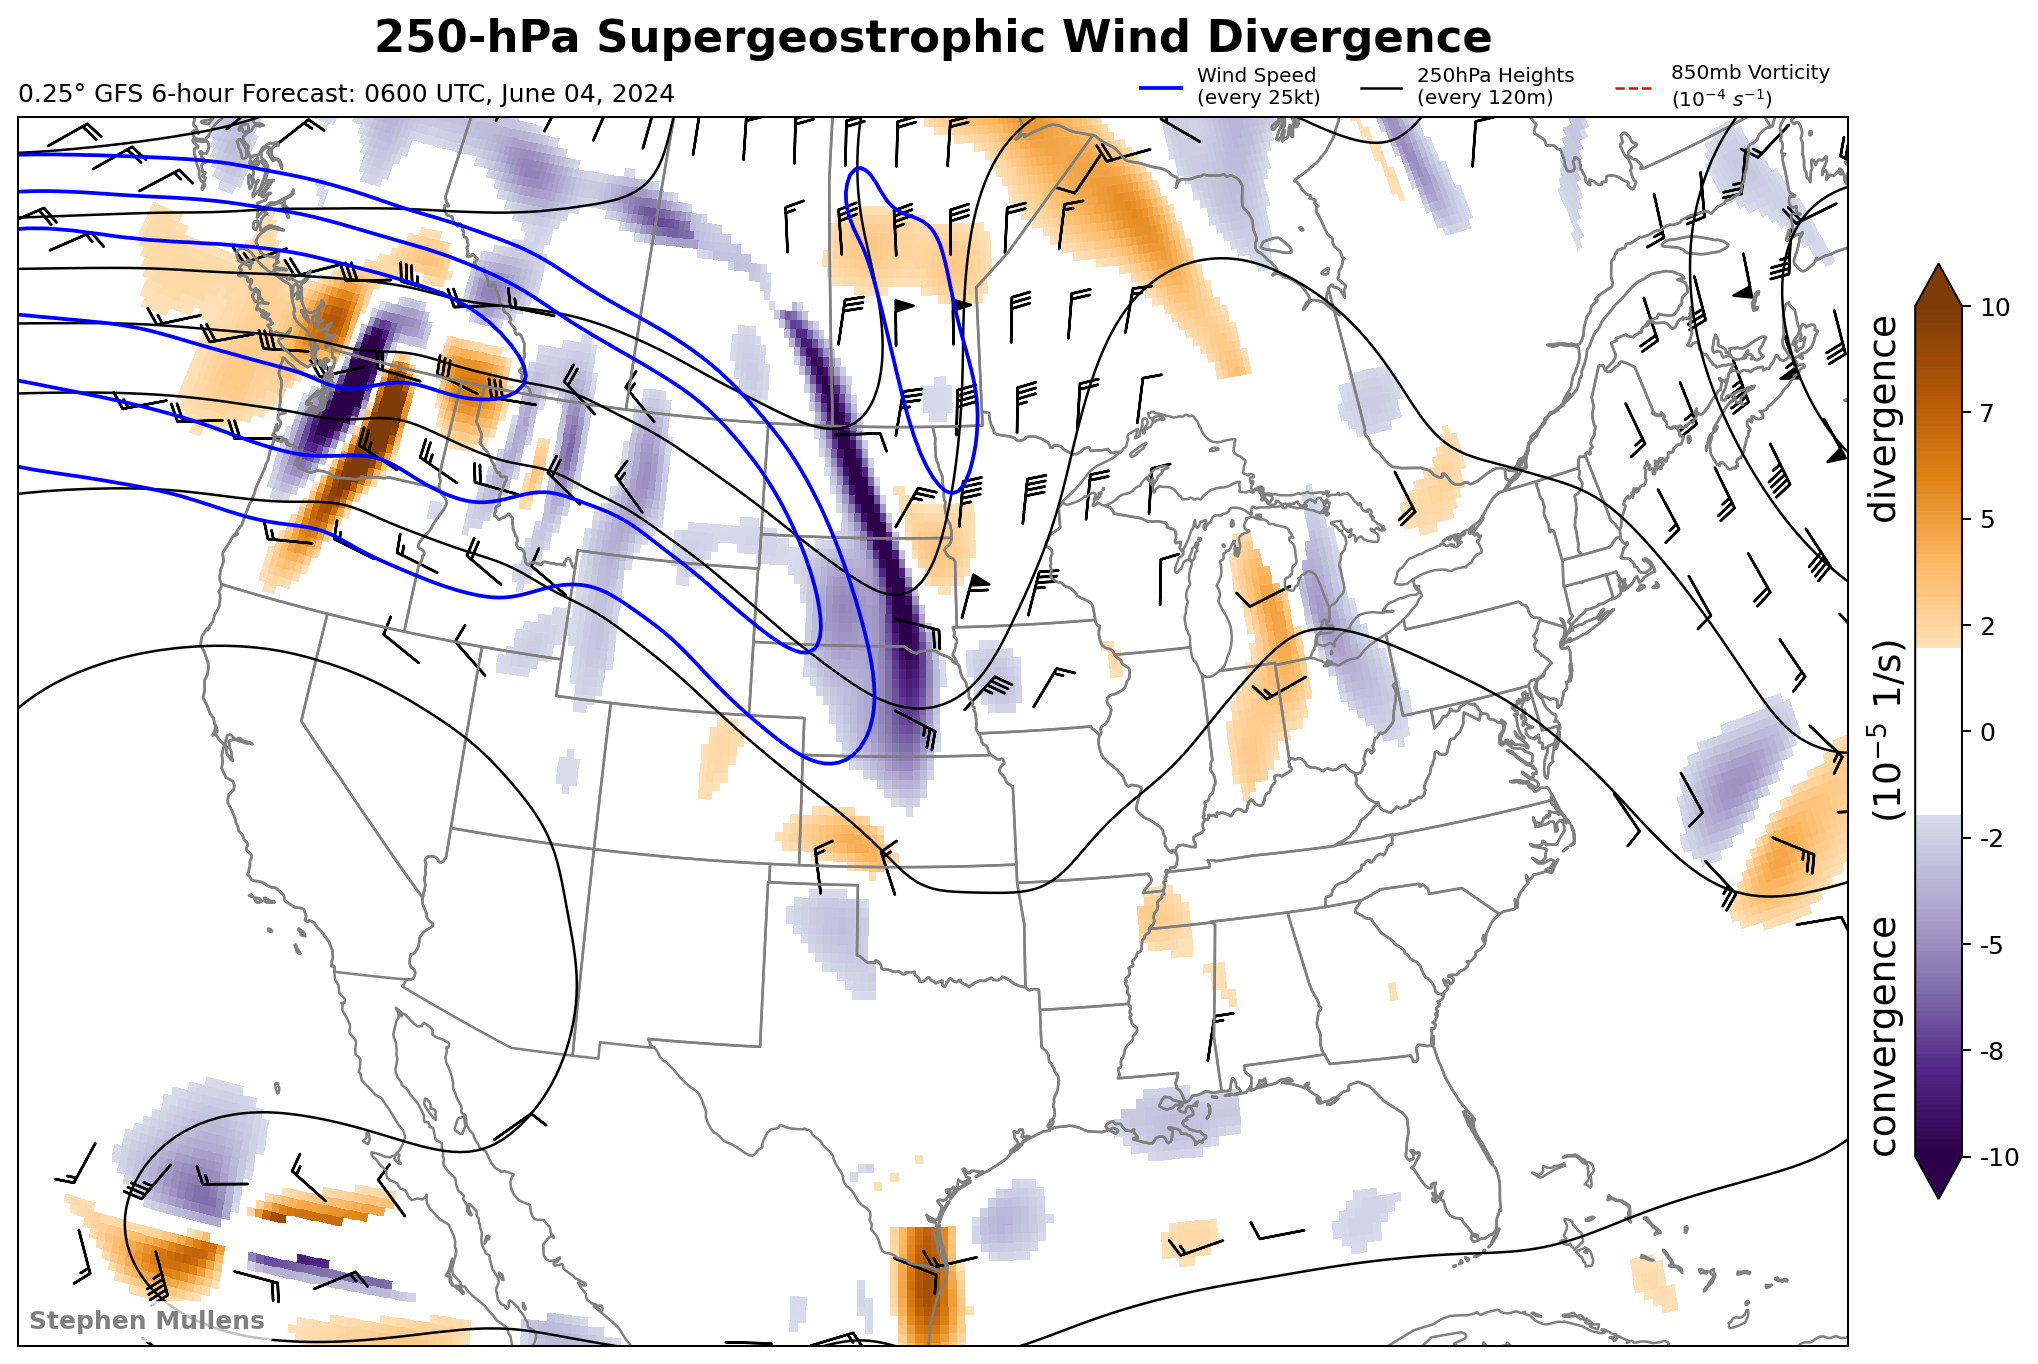 250-hPa Supergeostrophic Wind Divergence
0.25° GFS 6-hour Forecast: 0600 UTC, June 04, 2024
Wind Speed
(every 25kt)
250hPa Heights
(every 120m)
850mb Vorticity
(10⁻⁴ s⁻¹)
10
7
5
2
0
-2
-5
-8
-10
convergence (10⁻⁵ 1/s) divergence
Stephen Mullens